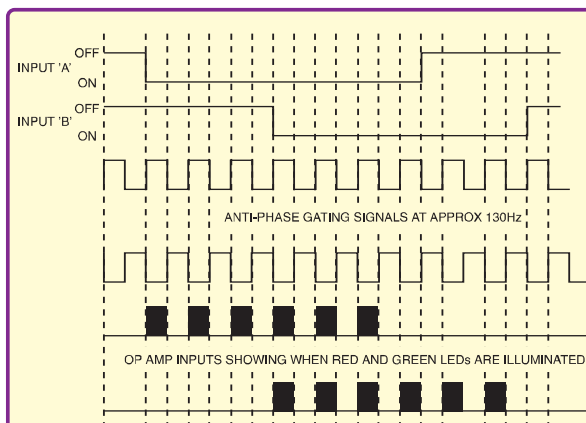 OFF
INPUT 'A'
ON
OFF
INPUT 'B'
ON
ANTI-PHASE GATING SIGNALS AT APPROX 130Hz
OP AMP INPUTS SHOWING WHEN RED AND GREEN LEDs ARE ILLUMINATED